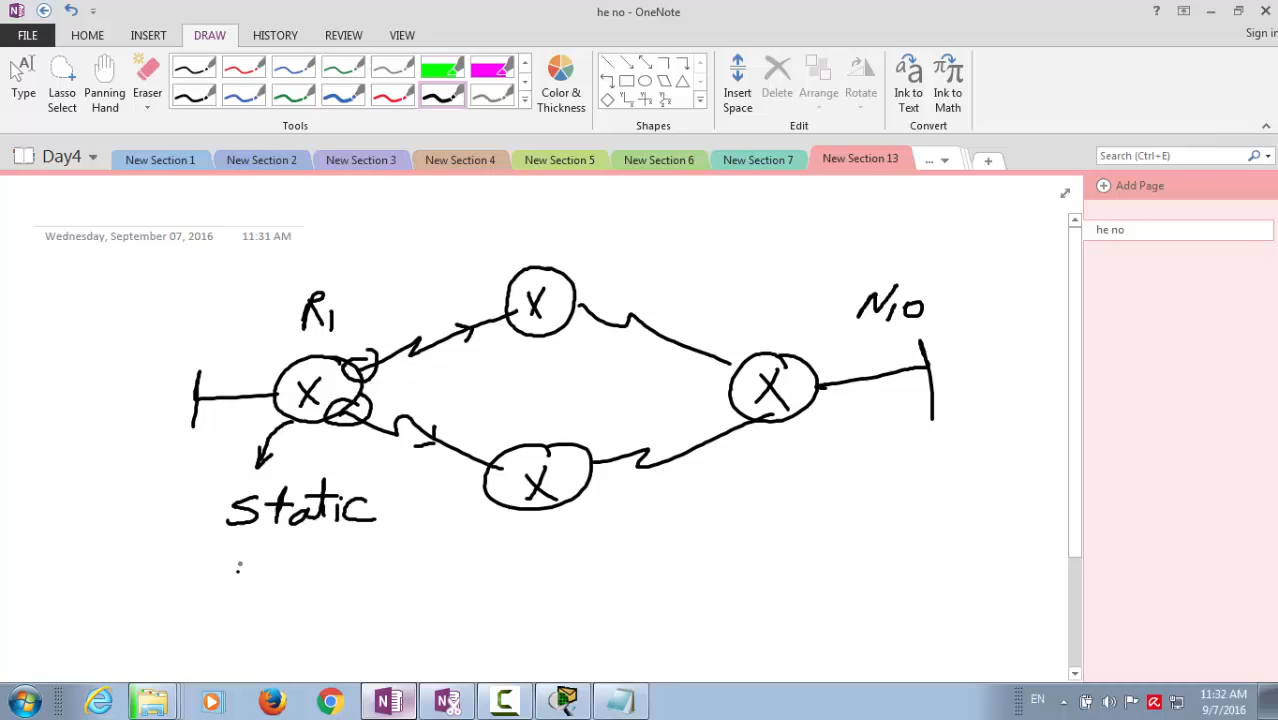 he no - OneNote
?
Sign in
FILE HOME INSERT DRAW HISTORY REVIEW VIEW
Type
Lasso
Select
Panning
Hand
Eraser
Color &
Thickness
Insert
Space
Delete
Arrange
Rotate
Ink to
Text
Ink to
Math
Tools Shapes Edit Convert
Day4 New Section 1 New Section 2 New Section 3 New Section 4 New Section 5 New Section 6 New Section 7 New Section 13 ...
Search (Ctrl+E)
Add Page
he no
Wednesday, September 07, 2016 11:31 AM
R1
N10
X
X
X
X
static
EN
11:32 AM
9/7/2016